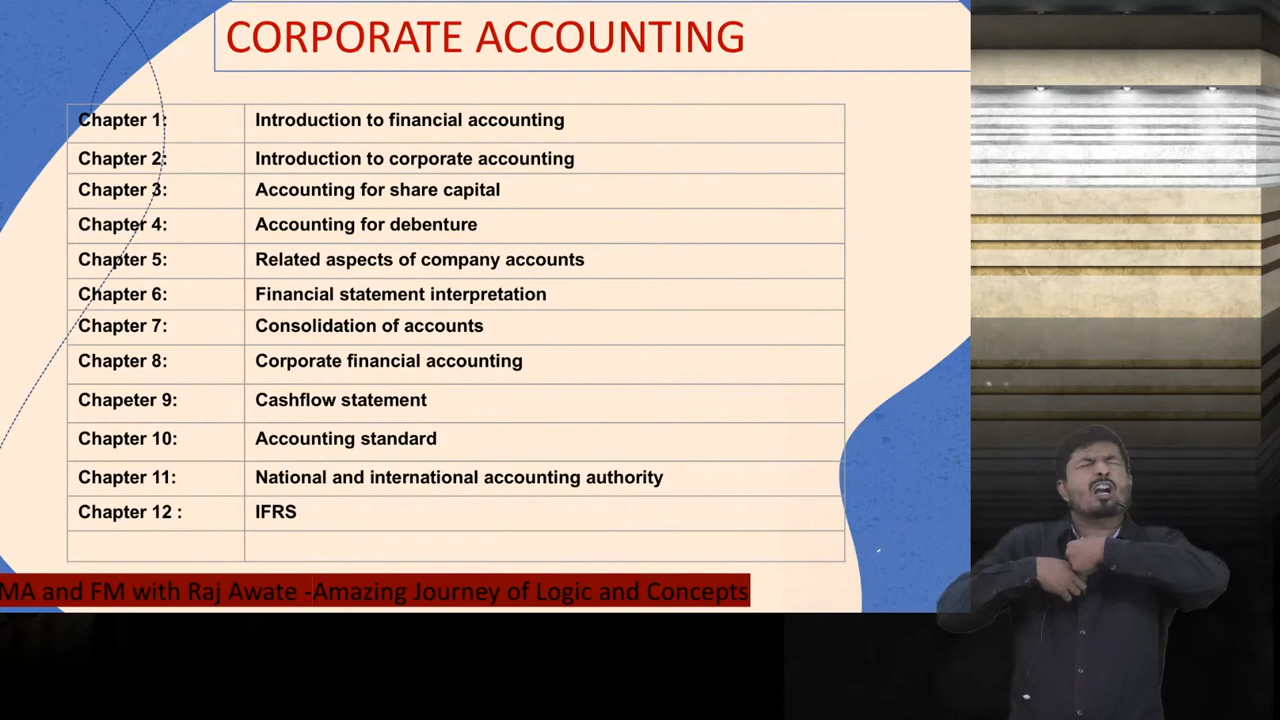 CORPORATE ACCOUNTING
Chapter 1: Introduction to financial accounting
Chapter 2: Introduction to corporate accounting
Chapter 3: Accounting for share capital
Chapter 4: Accounting for debenture
Chapter 5: Related aspects of company accounts
Chapter 6: Financial statement interpretation
Chapter 7: Consolidation of accounts
Chapter 8: Corporate financial accounting
Chapeter 9: Cashflow statement
Chapter 10: Accounting standard
Chapter 11: National and international accounting authority
Chapter 12 : IFRS
MA and FM with Raj Awate -Amazing Journey of Logic and Concepts